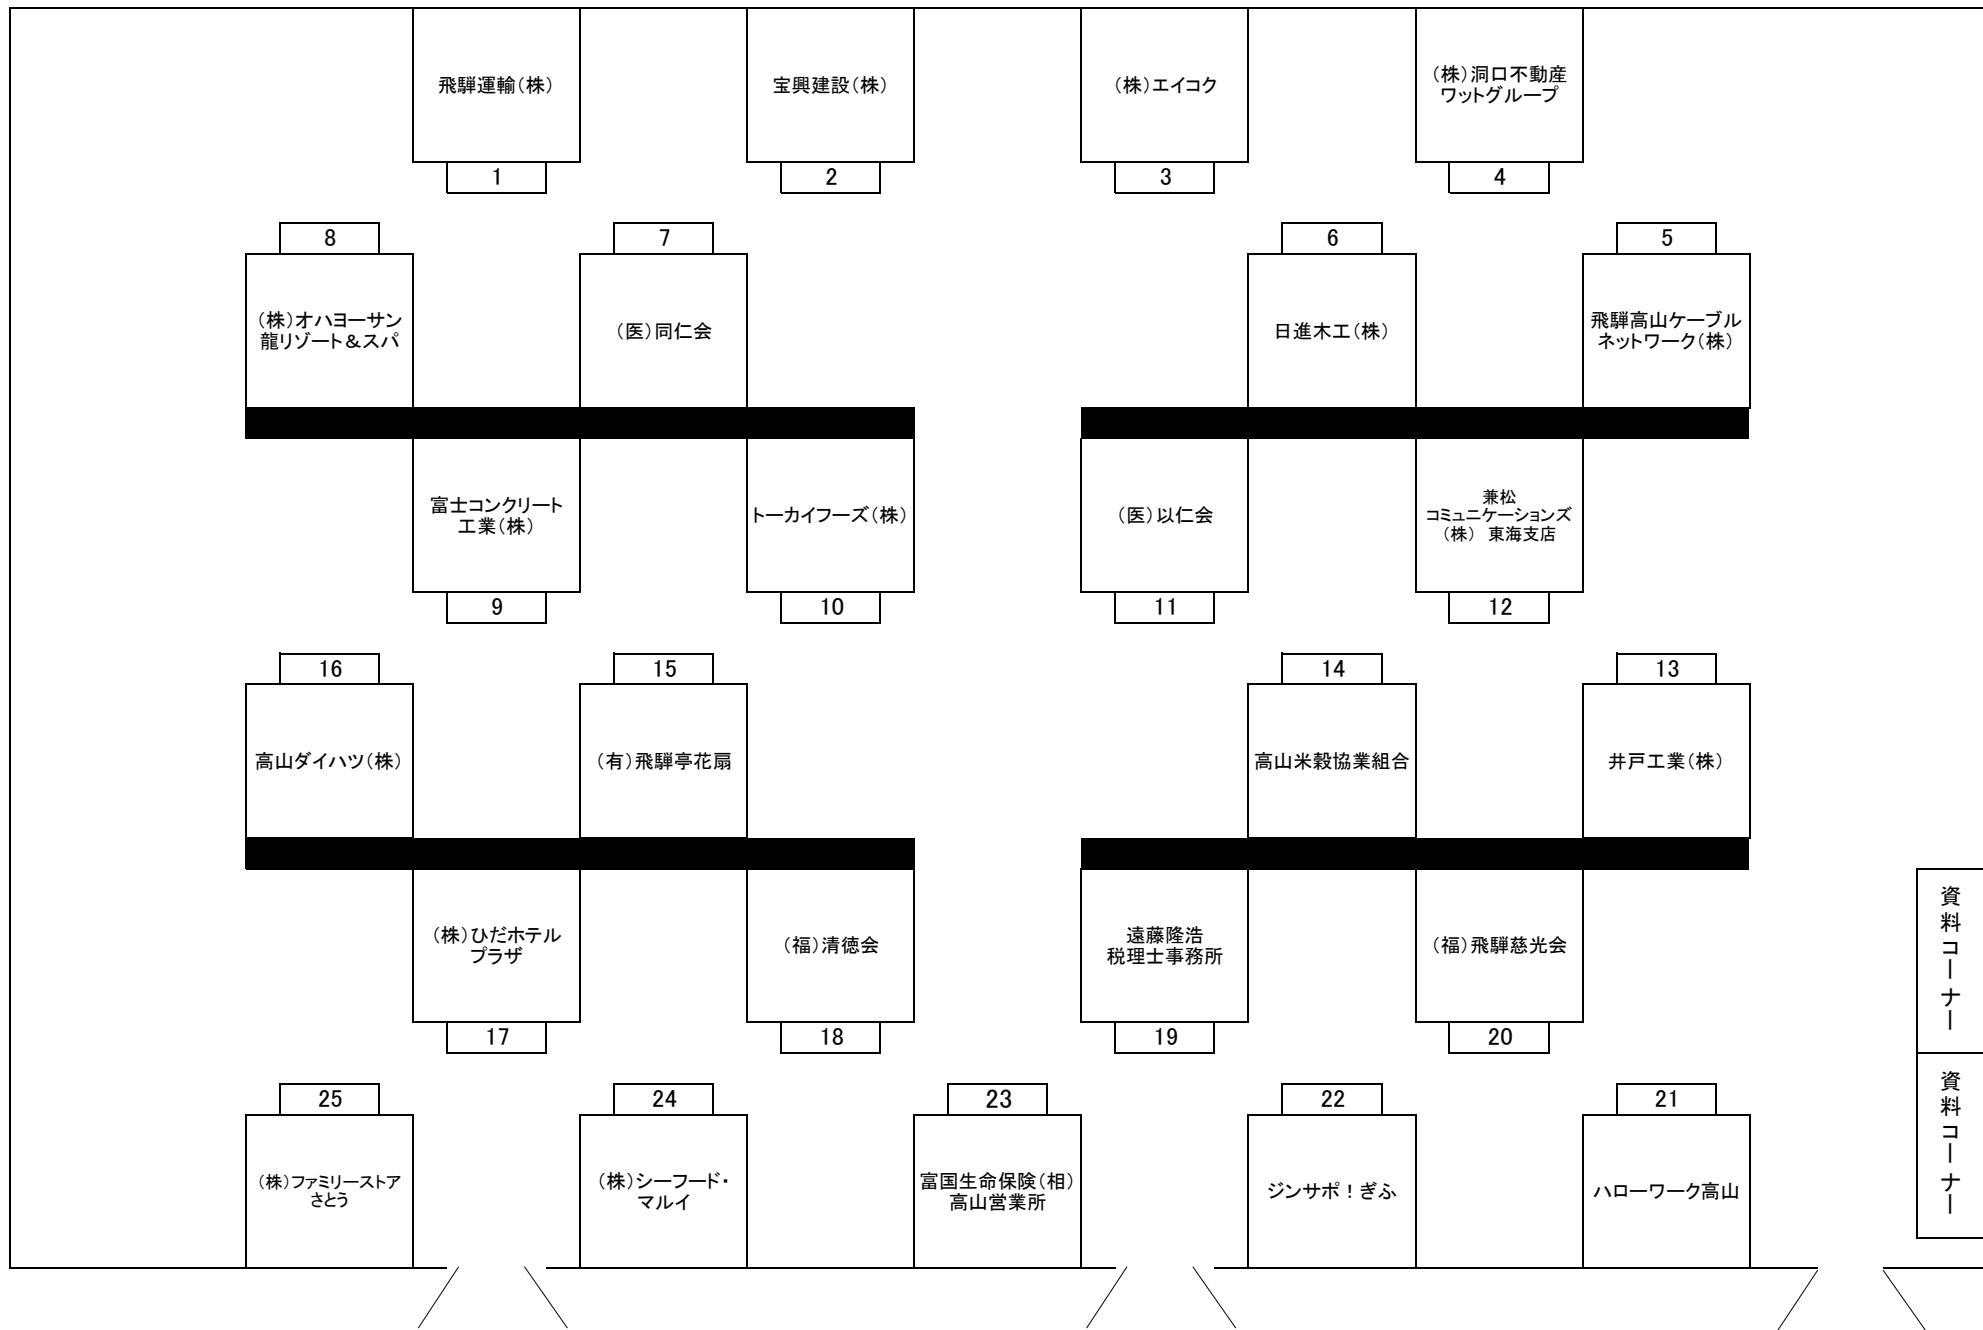 飛騨運輸(株)
宝興建設(株)
(株)エイコク
(株)洞口不動産
ワットグループ
1
2
3
4
8
7
6
5
(株)オハヨーサン
龍リゾート&スパ
(医)同仁会
日進木工(株)
飛騨高山ケーブル
ネットワーク(株)
富士コンクリート
工業(株)
トーカイフーズ(株)
(医)以仁会
兼松
コミュニケーションズ
(株) 東海支店
9
10
11
12
16
15
14
13
高山ダイハツ(株)
(有)飛騨亭花扇
高山米穀協業組合
井戸工業(株)
(株)ひだホテル
プラザ
(福)清徳会
遠藤隆浩
税理士事務所
(福)飛騨慈光会
資料コーナー
17
18
19
20
資料コーナー
25
24
23
22
21
(株)ファミリーストア
さとう
(株)シーフード・
マルイ
富国生命保険(相)
高山営業所
ジンサポ!ぎふ
ハローワーク高山